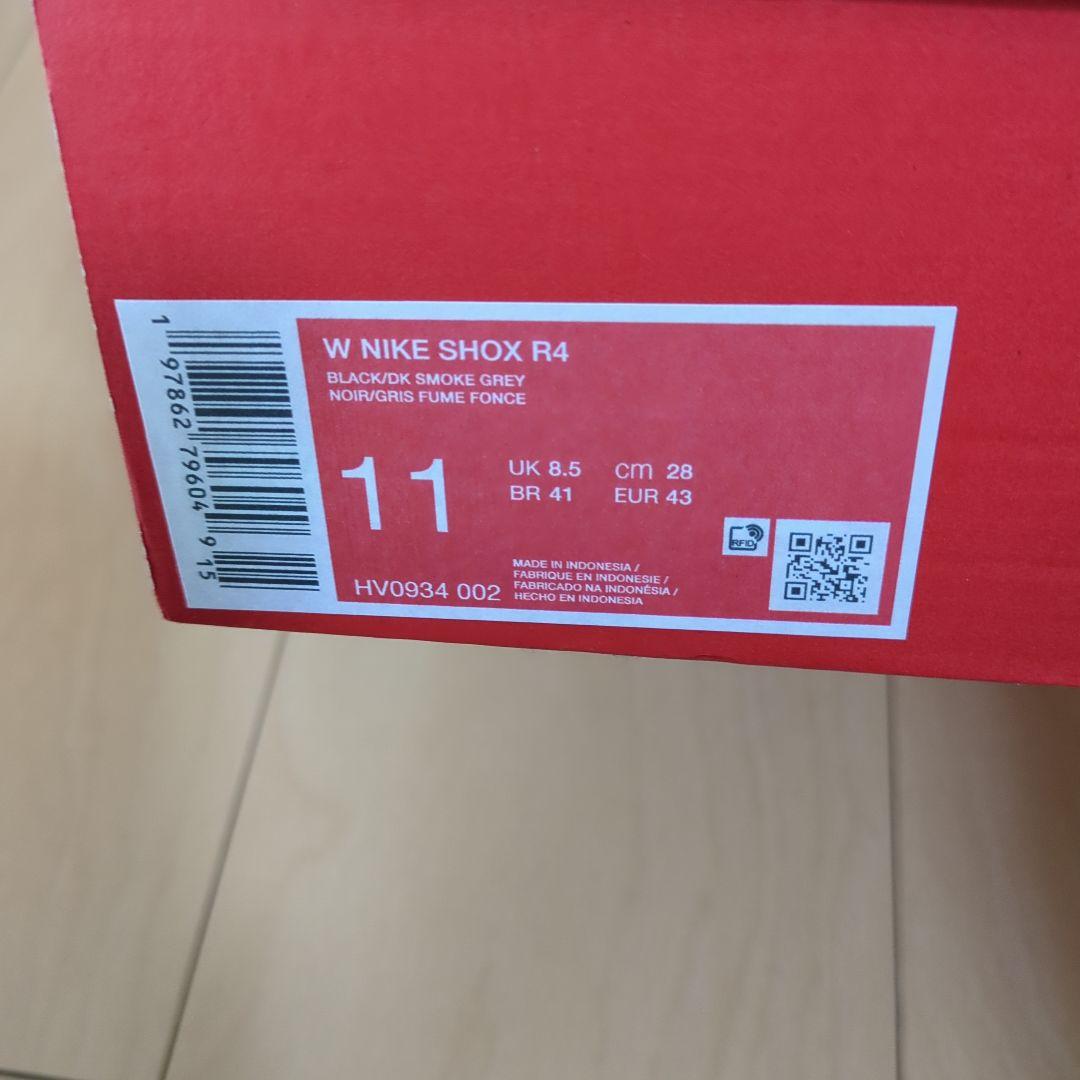 W NIKE SHOX R4
BLACK/DK SMOKE GREY
NOIR/GRIS FUME FONCE
11
UK 8.5 cm 28
BR 41 EUR 43
RFID
HV0934 002
MADE IN INDONESIA /
FABRIQUE EN INDONESIE /
FABRICADO NA INDONÉSIA /
HECHO EN INDONESIA
1 97862 79604 9 15